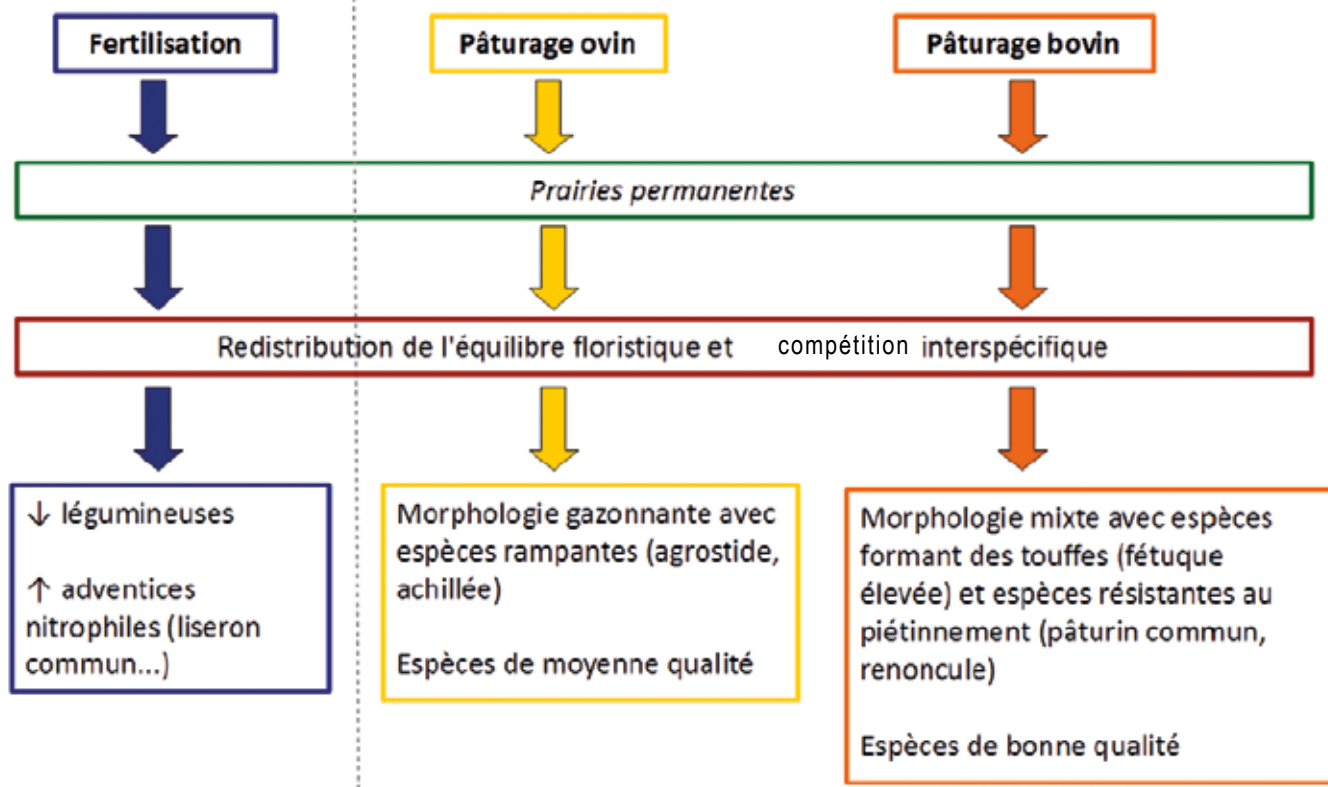 Fertilisation
Pâturage ovin
Pâturage bovin
Prairies permanentes
Redistribution de l'équilibre floristique et compétition interspécifique
↓ légumineuses
↑ adventices
nitrophiles (liseron
commun...)
Morphologie gazonnante avec
espèces rampantes (agrostide,
achillée)
Espèces de moyenne qualité
Morphologie mixte avec espèces
formant des touffes (fétuque
élevée) et espèces résistantes au
piétinnement (pâturin commun,
renoncule)
Espèces de bonne qualité